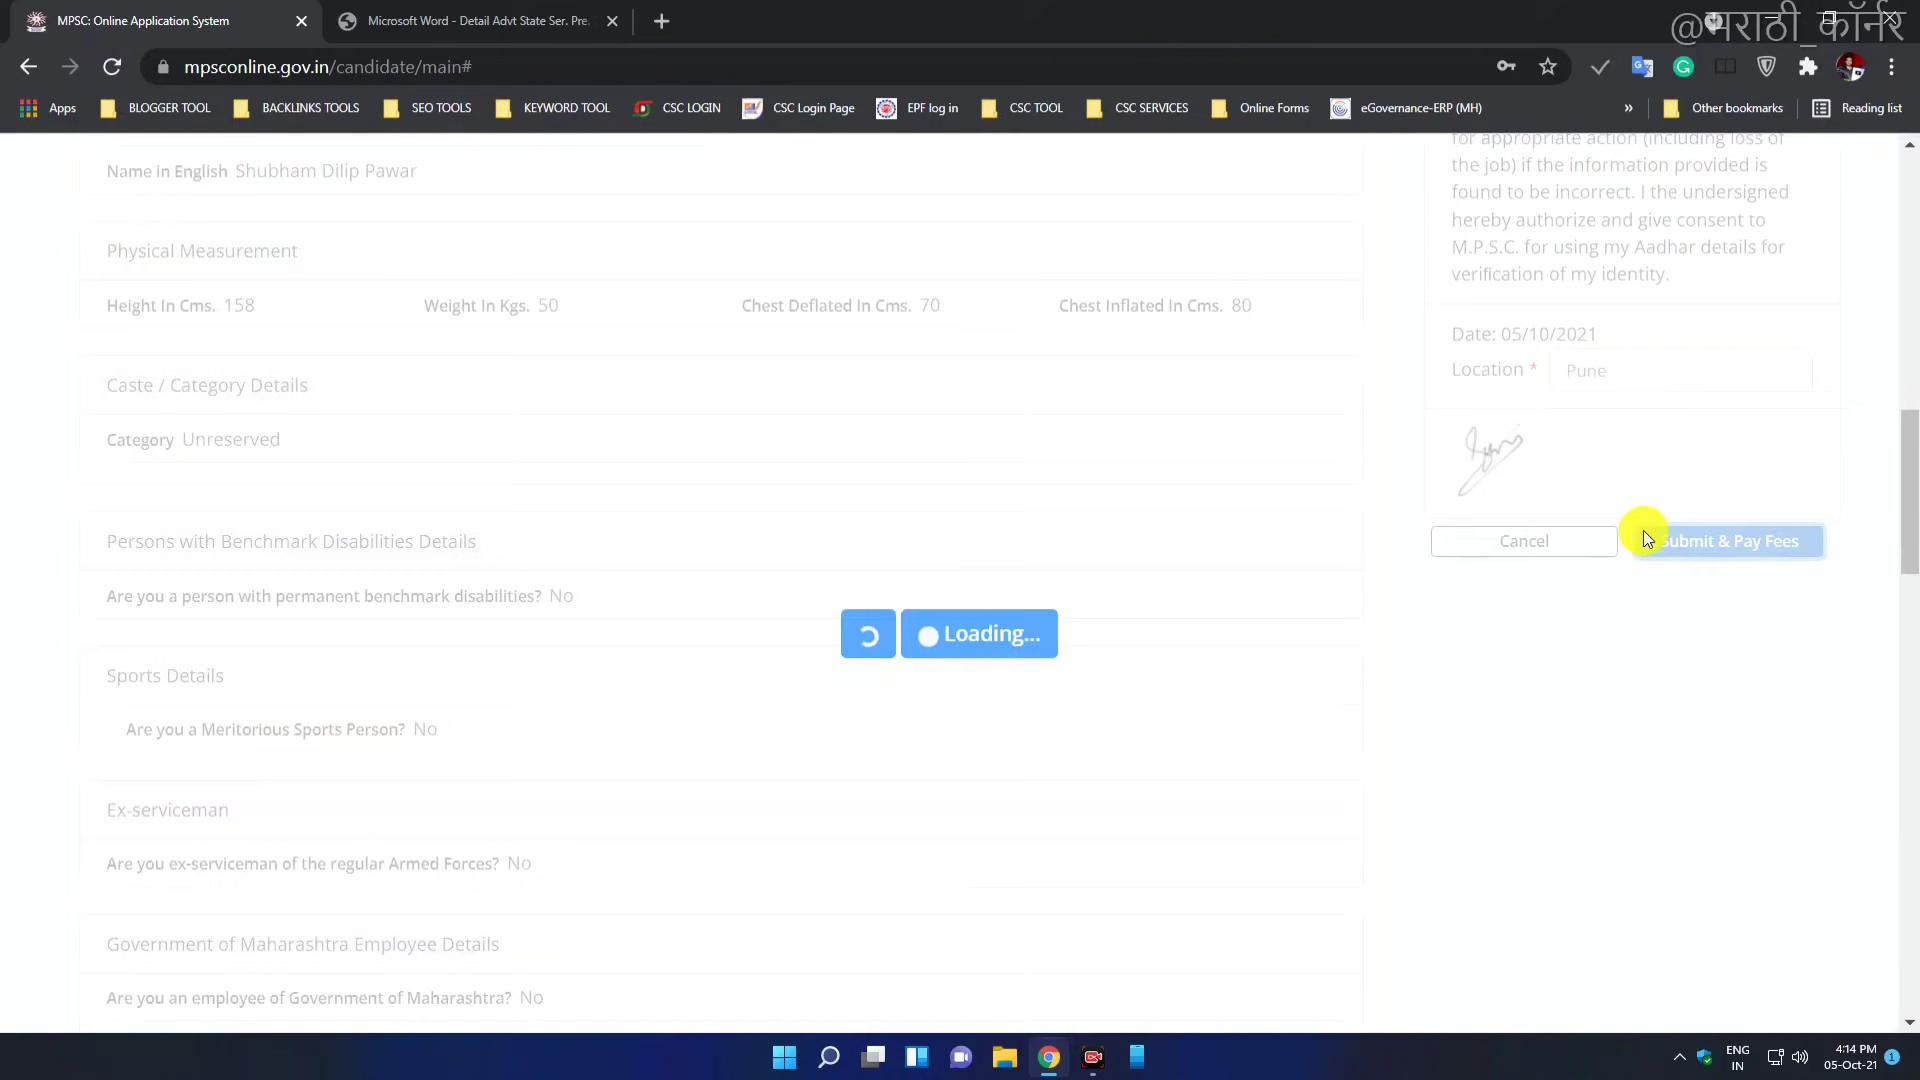 MPSC: Online Application System
Microsoft Word - Detail Advt State Ser. Pre.
@मराठी_कॉर्नर
mpsconline.gov.in/candidate/main#
Apps
BLOGGER TOOL
BACKLINKS TOOLS
SEO TOOLS
KEYWORD TOOL
CSC LOGIN
CSC Login Page
EPF log in
CSC TOOL
CSC SERVICES
Online Forms
eGovernance-ERP (MH)
»
Other bookmarks
Reading list
Name in English Shubham Dilip Pawar
Physical Measurement
Height In Cms. 158 Weight In Kgs. 50 Chest Deflated In Cms. 70 Chest Inflated In Cms. 80
Caste / Category Details
Category Unreserved
Persons with Benchmark Disabilities Details
Are you a person with permanent benchmark disabilities? No
Loading...
Sports Details
Are you a Meritorious Sports Person? No
Ex-serviceman
Are you ex-serviceman of the regular Armed Forces? No
Government of Maharashtra Employee Details
Are you an employee of Government of Maharashtra? No
for appropriate action (including loss of
the job) if the information provided is
found to be incorrect. I the undersigned
hereby authorize and give consent to
M.P.S.C. for using my Aadhar details for
verification of my identity.
Date: 05/10/2021
Location * Pune
Cancel
Submit & Pay Fees
ENG
IN
4:14 PM
05-Oct-21
1